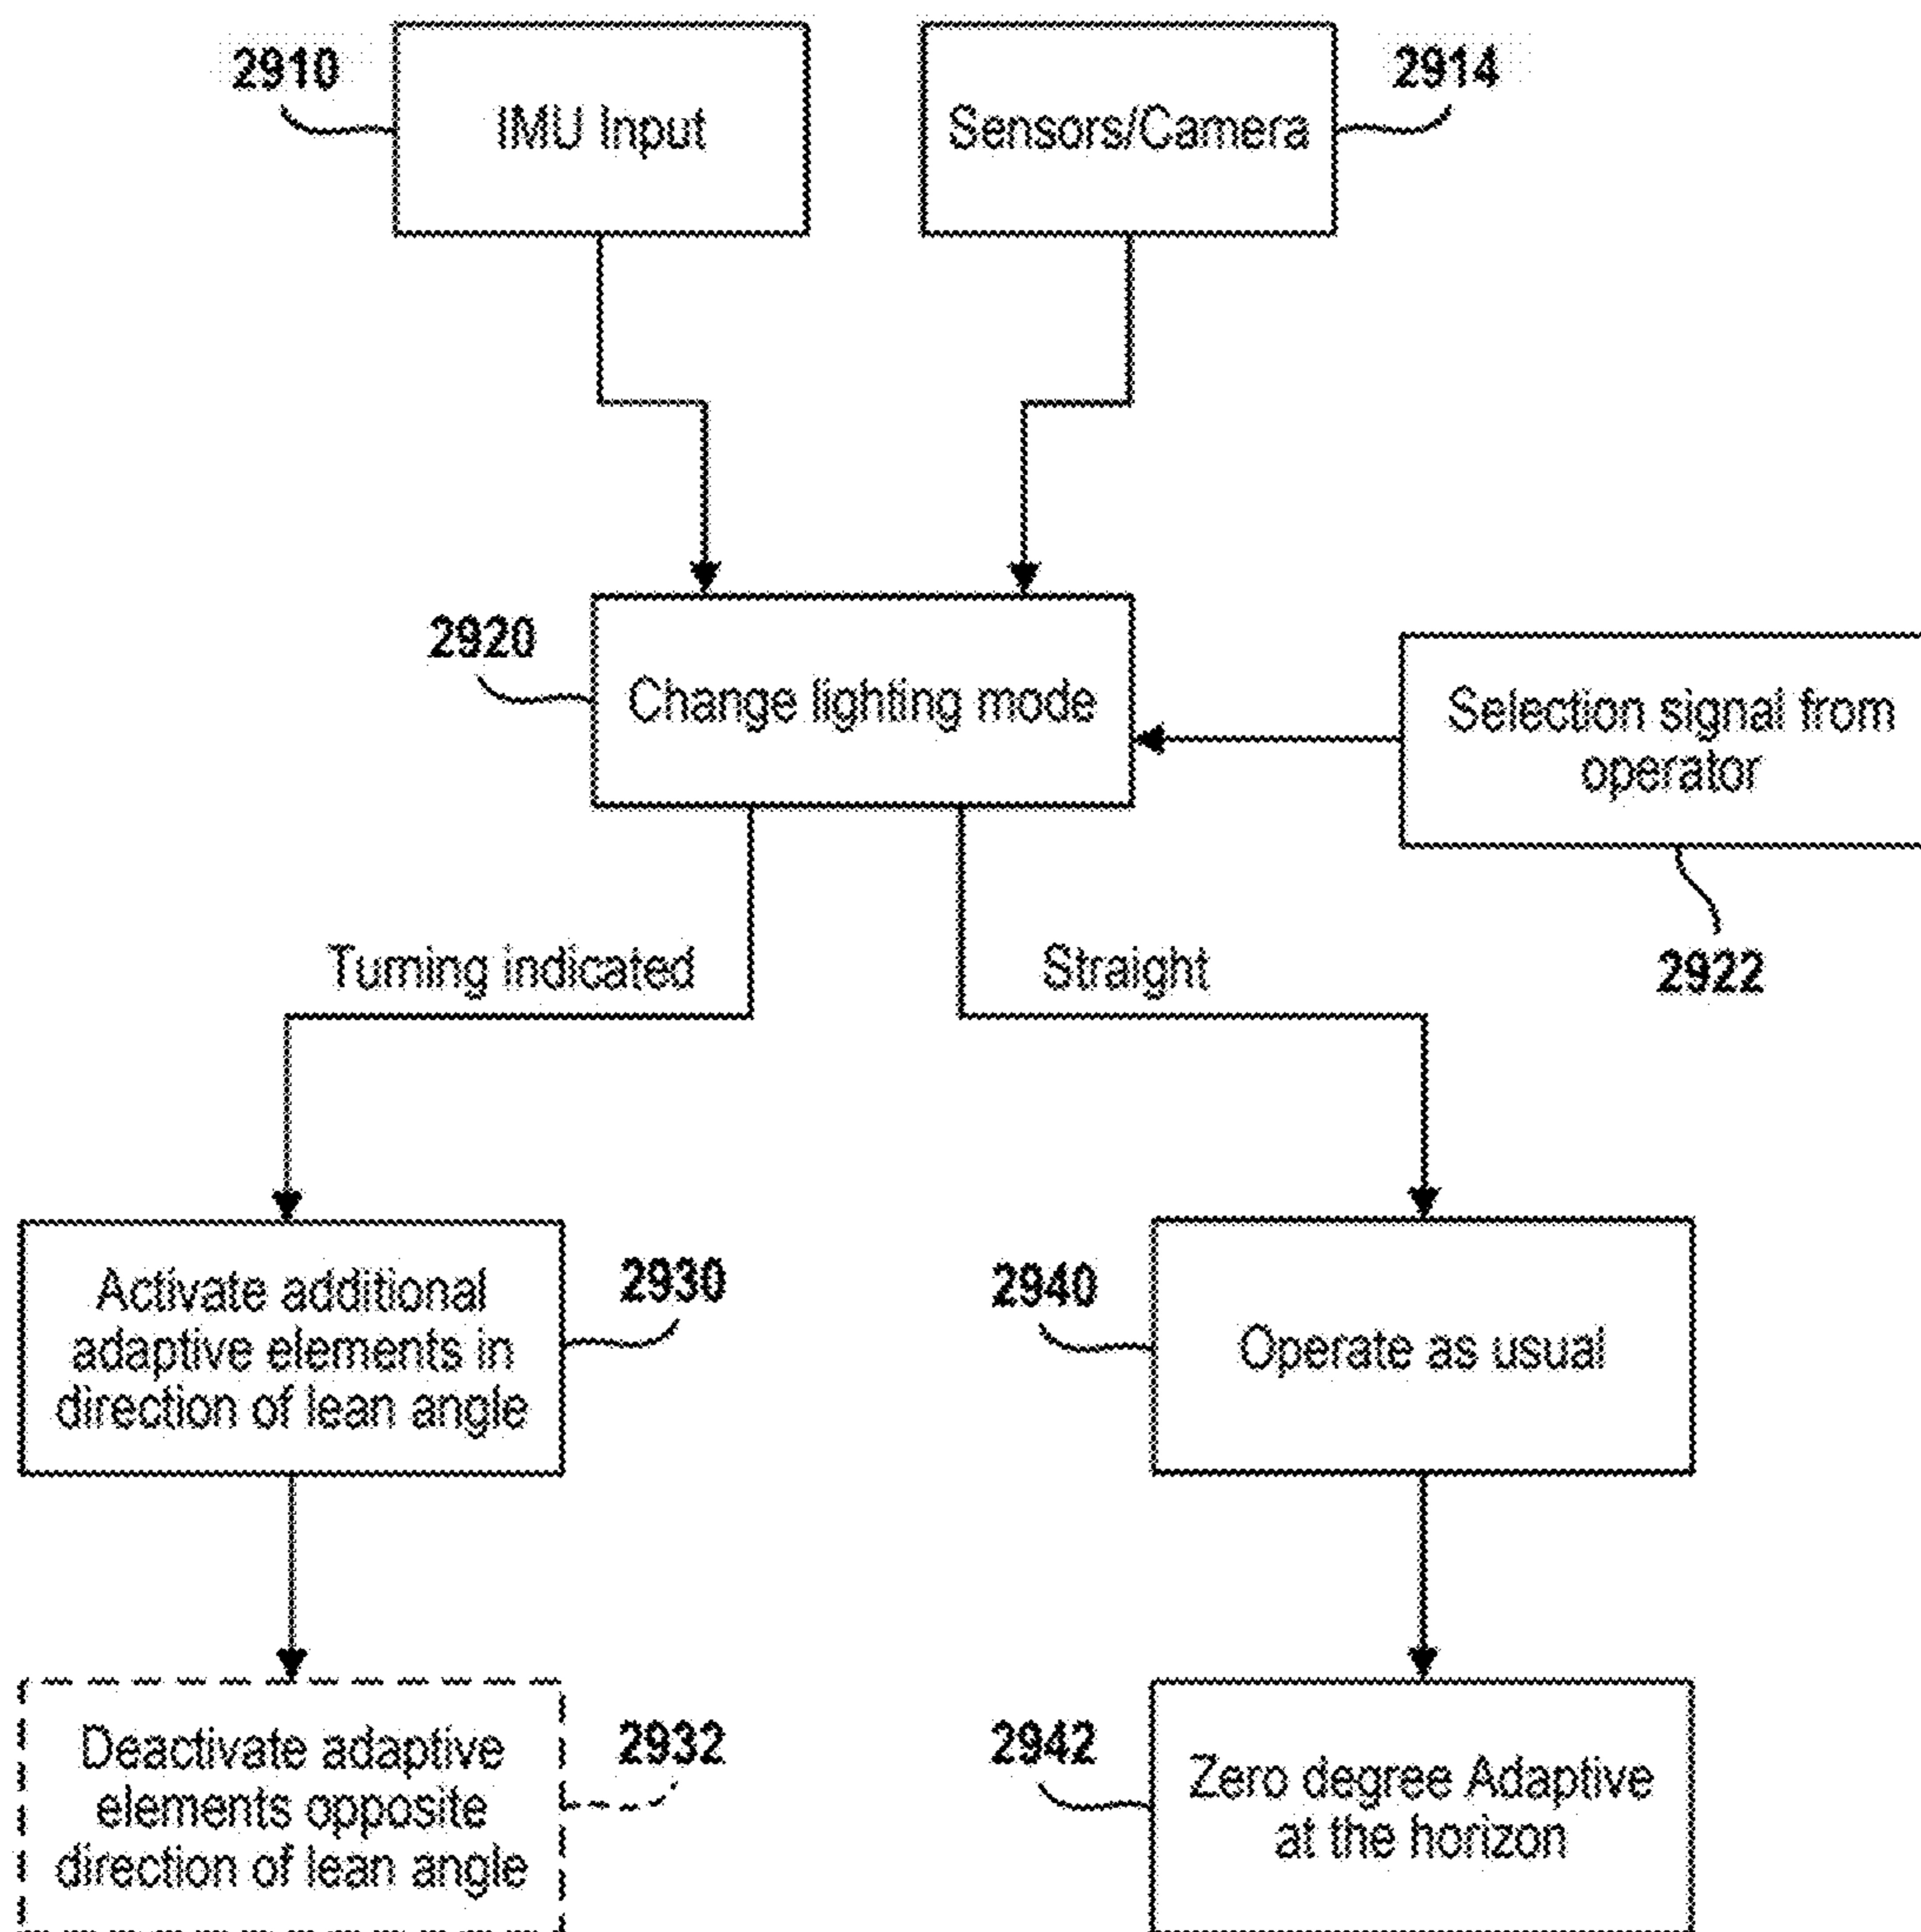 2910
IMU Input
Sensors/Camera
2914
2920
Change lighting mode
Selection signal from
operator
2922
Turning indicated
Straight
Activate additional
adaptive elements in
direction of lean angle
2930
2940
Operate as usual
Deactivate adaptive
elements opposite
direction of lean angle
2932
2942
Zero degree Adaptive
at the horizon